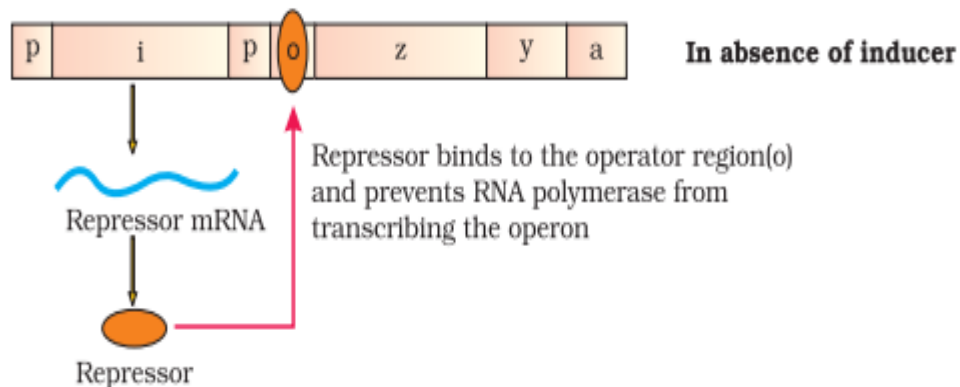 p i p o z y a
In absence of inducer
Repressor binds to the operator region(o)
and prevents RNA polymerase from
transcribing the operon
Repressor mRNA
Repressor